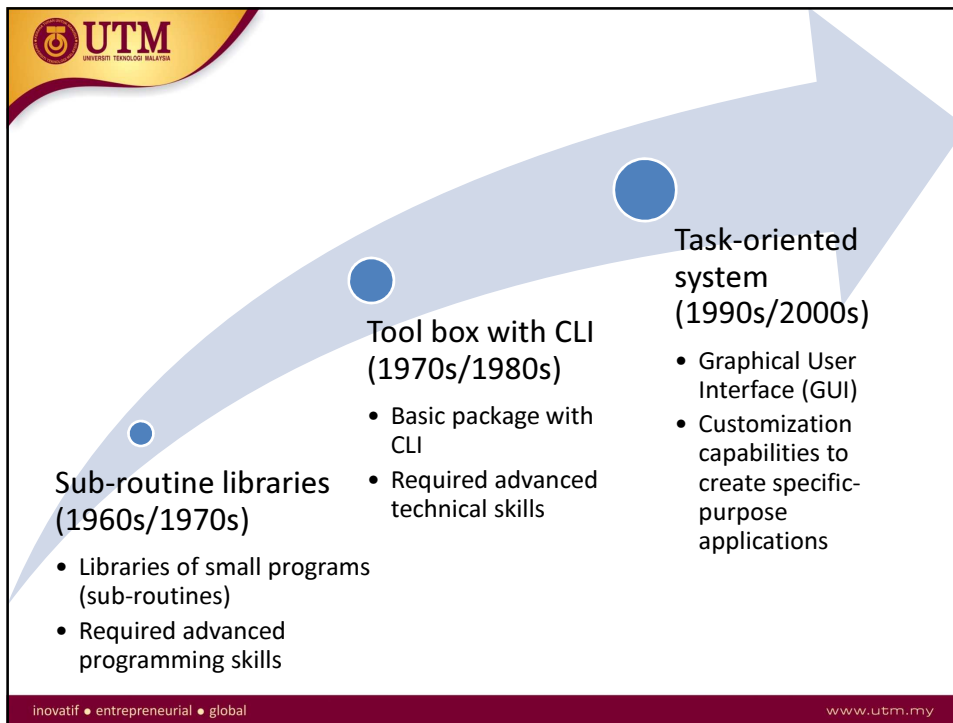 UTM
UNIVERSITI TEKNOLOGI MALAYSIA
Sub-routine libraries
(1960s/1970s)
• Libraries of small programs
(sub-routines)
• Required advanced
programming skills
Tool box with CLI
(1970s/1980s)
• Basic package with
CLI
• Required advanced
technical skills
Task-oriented
system
(1990s/2000s)
• Graphical User
Interface (GUI)
• Customization
capabilities to
create specific-
purpose
applications
inovatif ● entrepreneurial ● global
www.utm.my